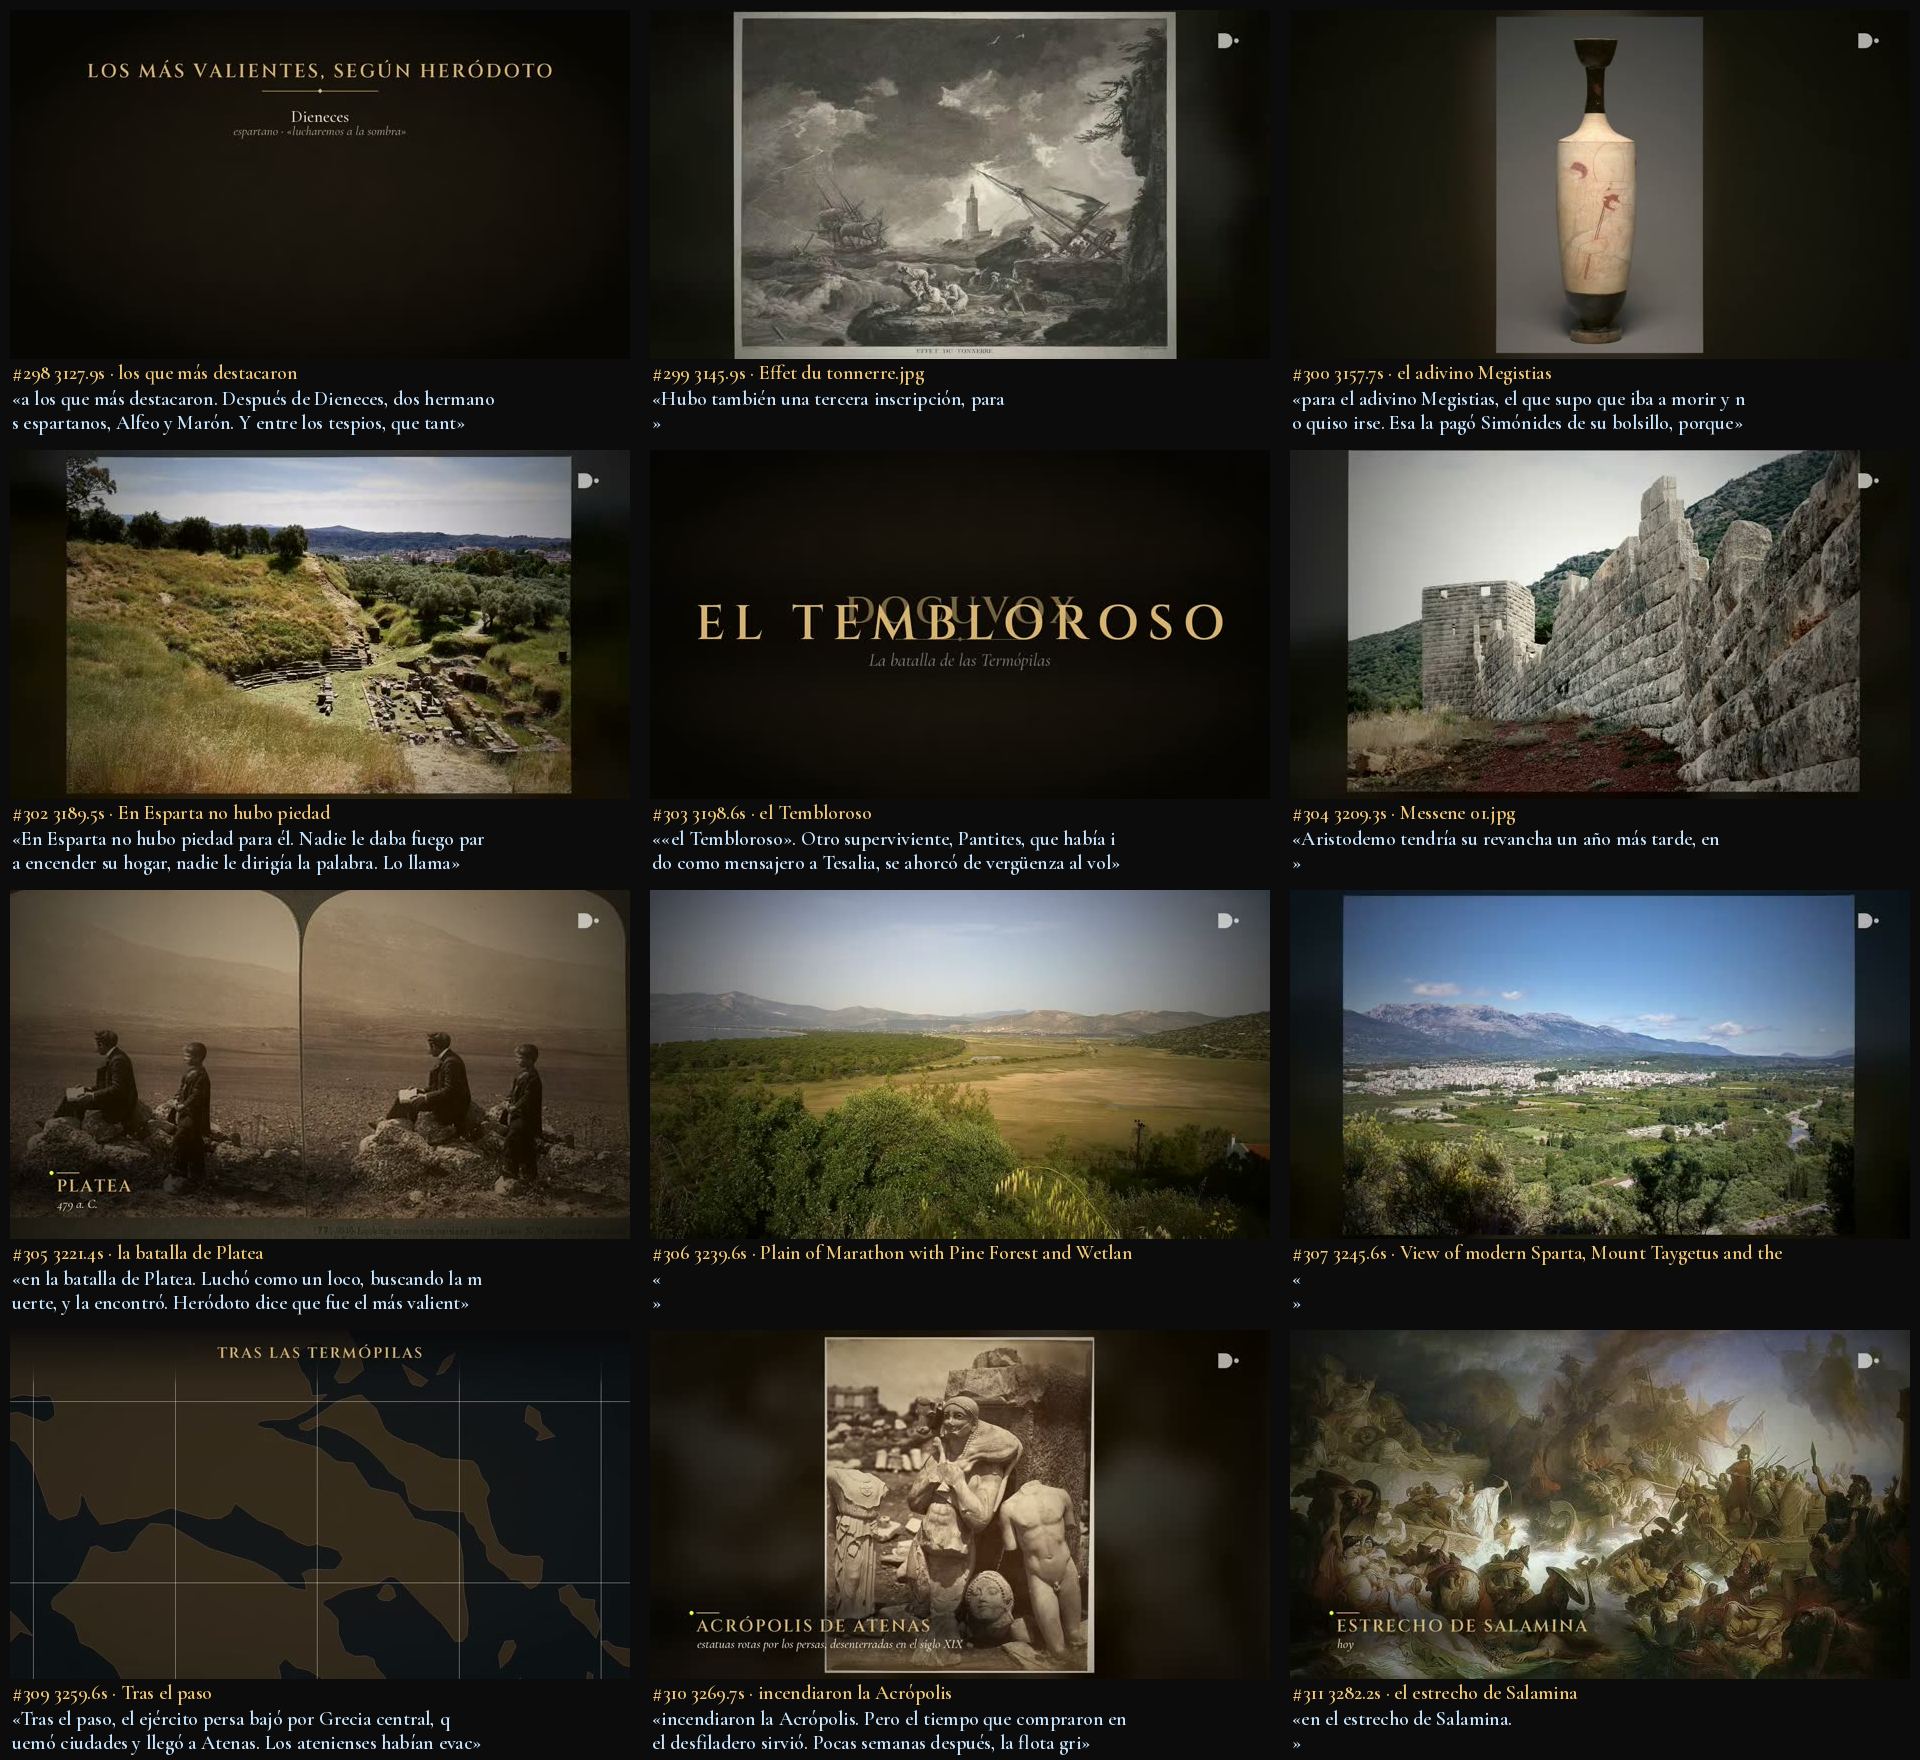 LOS MÁS VALIENTES, SEGÚN HERÓDOTO
Dieneces
espartano · «lucharemos a la sombra»
#298 3127.9s · los que más destacaron
«a los que más destacaron. Después de Dieneces, dos hermano
s espartanos, Alfeo y Marón. Y entre los tespios, que tant»
EFFET DU TONNERRE
#299 3145.9s · Effet du tonnerre.jpg
«Hubo también una tercera inscripción, para
»
#300 3157.7s · el adivino Megistias
«para el adivino Megistias, el que supo que iba a morir y n
o quiso irse. Esa la pagó Simónides de su bolsillo, porque»
#302 3189.5s · En Esparta no hubo piedad
«En Esparta no hubo piedad para él. Nadie le daba fuego par
a encender su hogar, nadie le dirigía la palabra. Lo llama»
DOCUVOX
EL TEMBLOROSO
La batalla de las Termópilas
#303 3198.6s · el Tembloroso
««el Tembloroso». Otro superviviente, Pantites, que había i
do como mensajero a Tesalia, se ahorcó de vergüenza al vol»
#304 3209.3s · Messene 01.jpg
«Aristodemo tendría su revancha un año más tarde, en
»
PLATEA
479 a. C.
#305 3221.4s · la batalla de Platea
«en la batalla de Platea. Luchó como un loco, buscando la m
uerte, y la encontró. Heródoto dice que fue el más valient»
#306 3239.6s · Plain of Marathon with Pine Forest and Wetlan
«
»
#307 3245.6s · View of modern Sparta, Mount Taygetus and the
«
»
TRAS LAS TERMÓPILAS
#309 3259.6s · Tras el paso
«Tras el paso, el ejército persa bajó por Grecia central, q
uemó ciudades y llegó a Atenas. Los atenienses habían evac»
ACRÓPOLIS DE ATENAS
estatuas rotas por los persas, desenterradas en el siglo XIX
#310 3269.7s · incendiaron la Acrópolis
«incendiaron la Acrópolis. Pero el tiempo que compraron en
el desfiladero sirvió. Pocas semanas después, la flota gri»
ESTRECHO DE SALAMINA
hoy
#311 3282.2s · el estrecho de Salamina
«en el estrecho de Salamina.
»